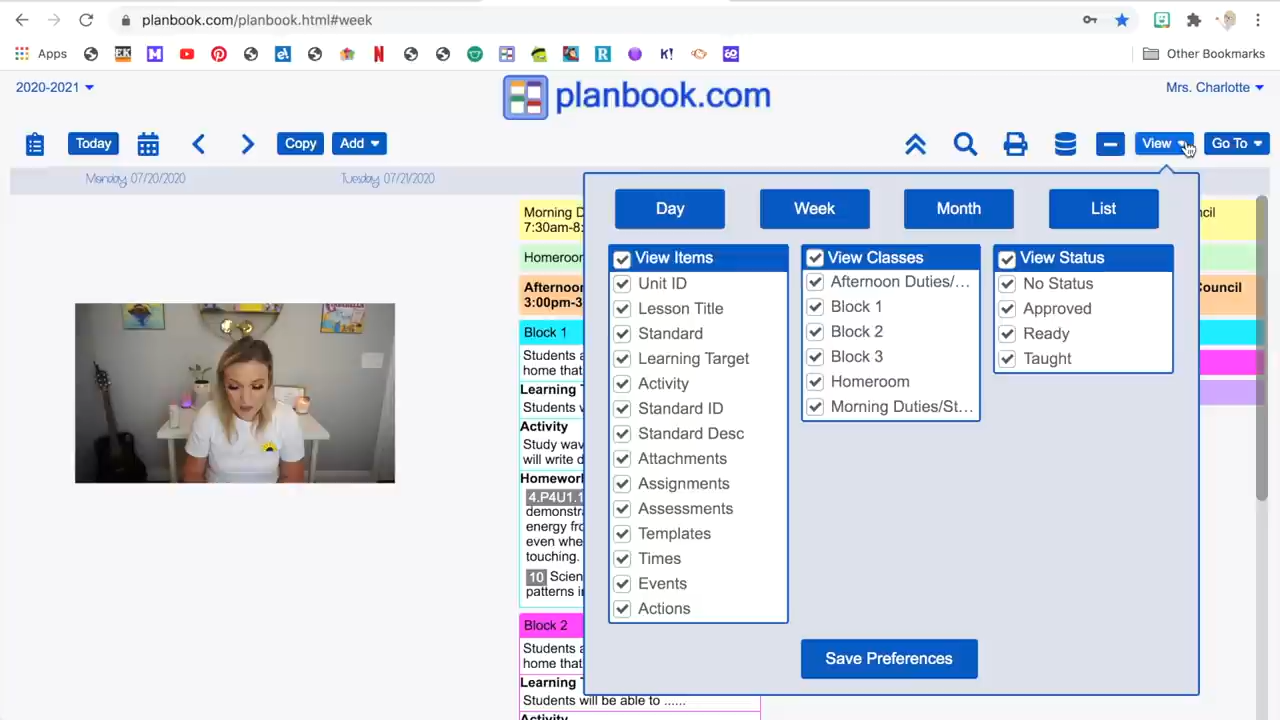 planbook.com/planbook.html#week
Apps
Other Bookmarks
2020-2021
planbook.com
Mrs. Charlotte
Today
Copy
Add
View
Go To
Monday 07/20/2020
Tuesday 07/21/2020
Morning D
7:30am-8:
Homeroom
Afternoo
3:00pm-3
Block 1
Students a
home that
Learning T
Students w
Activity
Study wav
will write d
Homework
4.P4U1.1
demonstra
energy fro
even whe
touching.
10 Scien
patterns i
Block 2
Students a
home that
Learning T
Students will be able to ......
Activity
Day
Week
Month
List
View Items
Unit ID
Lesson Title
Standard
Learning Target
Activity
Standard ID
Standard Desc
Attachments
Assignments
Assessments
Templates
Times
Events
Actions
View Classes
Afternoon Duties/...
Block 1
Block 2
Block 3
Homeroom
Morning Duties/St...
View Status
No Status
Approved
Ready
Taught
Save Preferences
ncil
Council